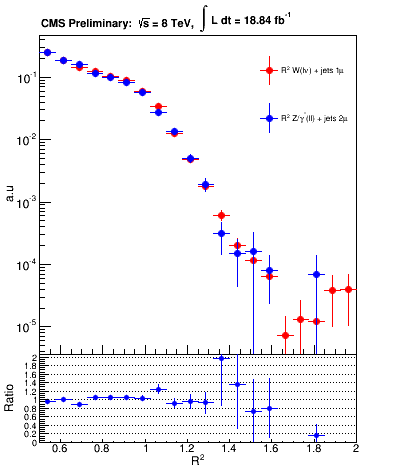 CMS Preliminary: √s = 8 TeV, ∫ L dt = 18.84 fb⁻¹
R² W(lν) + jets 1μ
R² Z/γ*(ll) + jets 2μ
a.u
10⁻¹
10⁻²
10⁻³
10⁻⁴
10⁻⁵
Ratio
2
1.8
1.6
1.4
1.2
1
0.8
0.6
0.4
0.2
0
0.6 0.8 1 1.2 1.4 1.6 1.8 2
R²